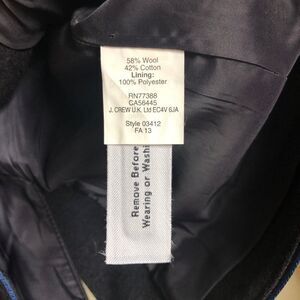 58% Wool
42% Cotton
Lining:
100% Polyester
RN77388
CA56445
J. CREW U.K. Ltd EC4V 6JA
Style 03412
FA 13
Remove Before
Wearing or Washi